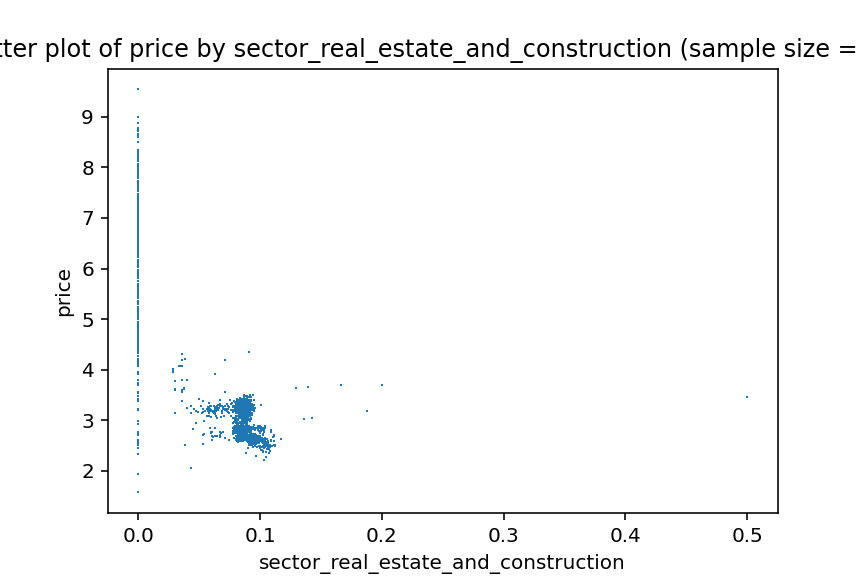 plot of price by sector_real_estate_and_construction (sample size =
9
8
7
6
5
4
3
2
price
0.0 0.1 0.2 0.3 0.4 0.5
sector_real_estate_and_construction